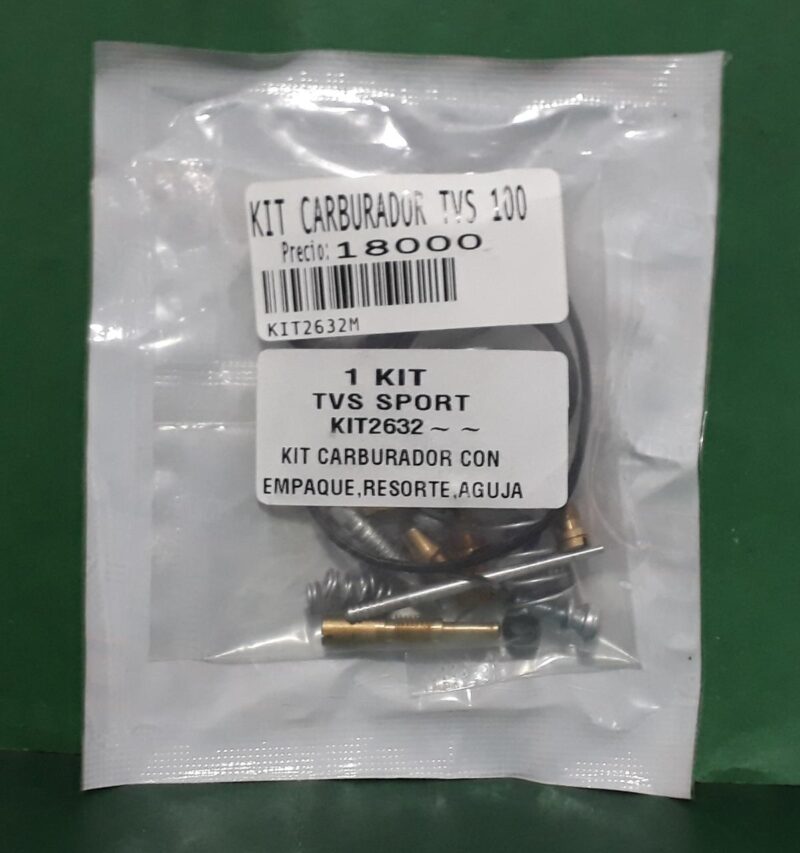 KIT CARBURADOR TVS 100
Precio: 18000
KIT2632M
1 KIT
TVS SPORT
KIT2632 ~ ~
KIT CARBURADOR CON
EMPAQUE,RESORTE,AGUJA